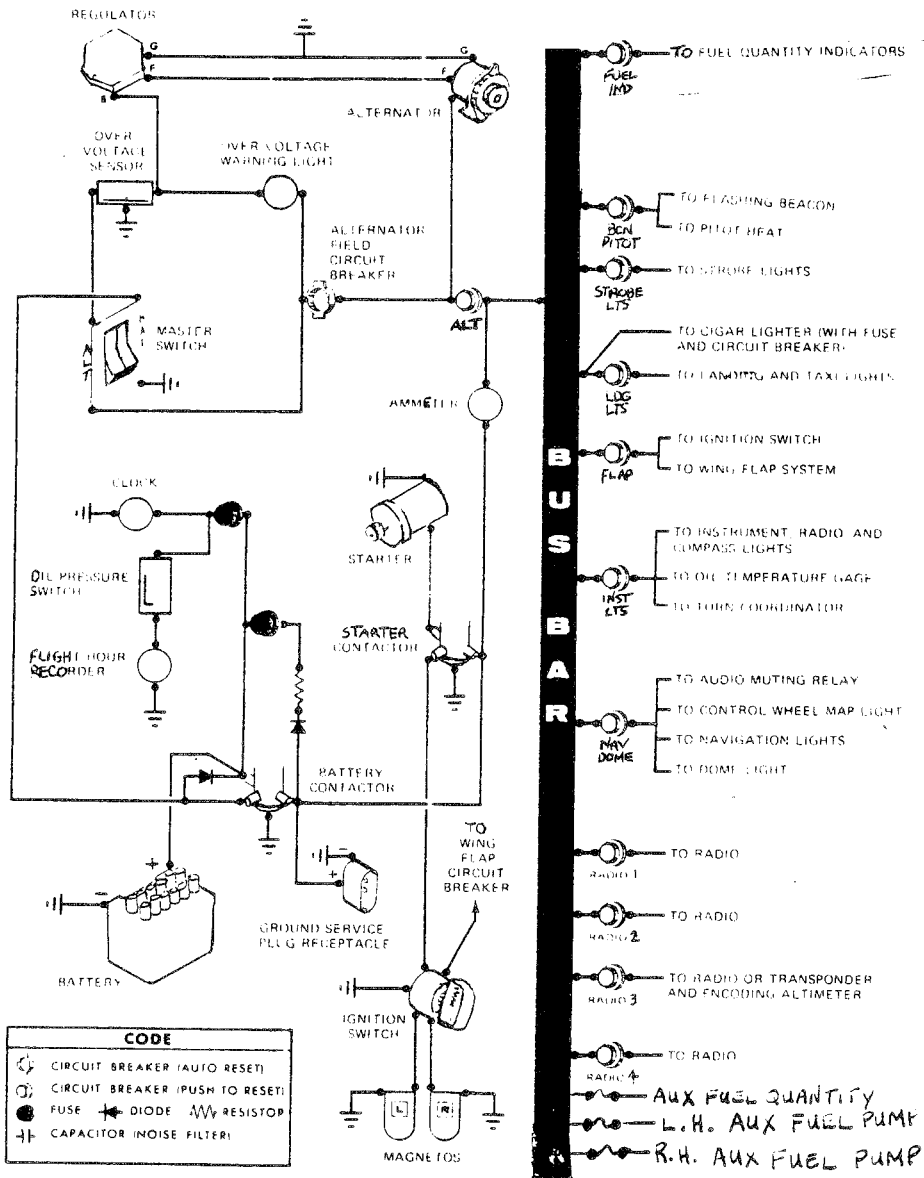 REGULATOR
G
G
TO FUEL QUANTITY INDICATORS
FUEL
IND
F
F
B
ALTERNATOR
OVER
VOLTAGE
SENSOR
OVER VOLTAGE
WARNING LIGHT
TO FLASHING BEACON
TO PITOT HEAT
BCN
PITOT
ALTERNATOR
FIELD
CIRCUIT
BREAKER
TO STROBE LIGHTS
STROBE
LTS
ALT
MASTER
SWITCH
ALT
TO CIGAR LIGHTER (WITH FUSE
AND CIRCUIT BREAKER)
TO LANDING AND TAXI LIGHTS
LDG
LTS
AMMETER
TO IGNITION SWITCH
TO WING FLAP SYSTEM
FLAP
BUS BAR
CLOCK
STARTER
OIL PRESSURE
SWITCH
TO INSTRUMENT, RADIO AND
COMPASS LIGHTS
TO OIL TEMPERATURE GAGE
TO TURN COORDINATOR
INST
LTS
STARTER
CONTACTOR
FLIGHT HOUR
RECORDER
TO AUDIO MUTING RELAY
TO CONTROL WHEEL MAP LIGHT
TO NAVIGATION LIGHTS
TO DOME LIGHT
NAV
DOME
BATTERY
CONTACTOR
TO
WING
FLAP
CIRCUIT
BREAKER
+
-
-
+
TO RADIO
RADIO 1
GROUND SERVICE
PLUG RECEPTACLE
TO RADIO
RADIO 2
BATTERY
TO RADIO OR TRANSPONDER
AND ENCODING ALTIMETER
RADIO 3
IGNITION
SWITCH
TO RADIO
RADIO 4
CODE
CIRCUIT BREAKER (AUTO RESET)
CIRCUIT BREAKER (PUSH TO RESET)
FUSE DIODE RESISTOR
CAPACITOR (NOISE FILTER)
L R
MAGNETOS
AUX FUEL QUANTITY
L.H. AUX FUEL PUMP
R.H. AUX FUEL PUMP